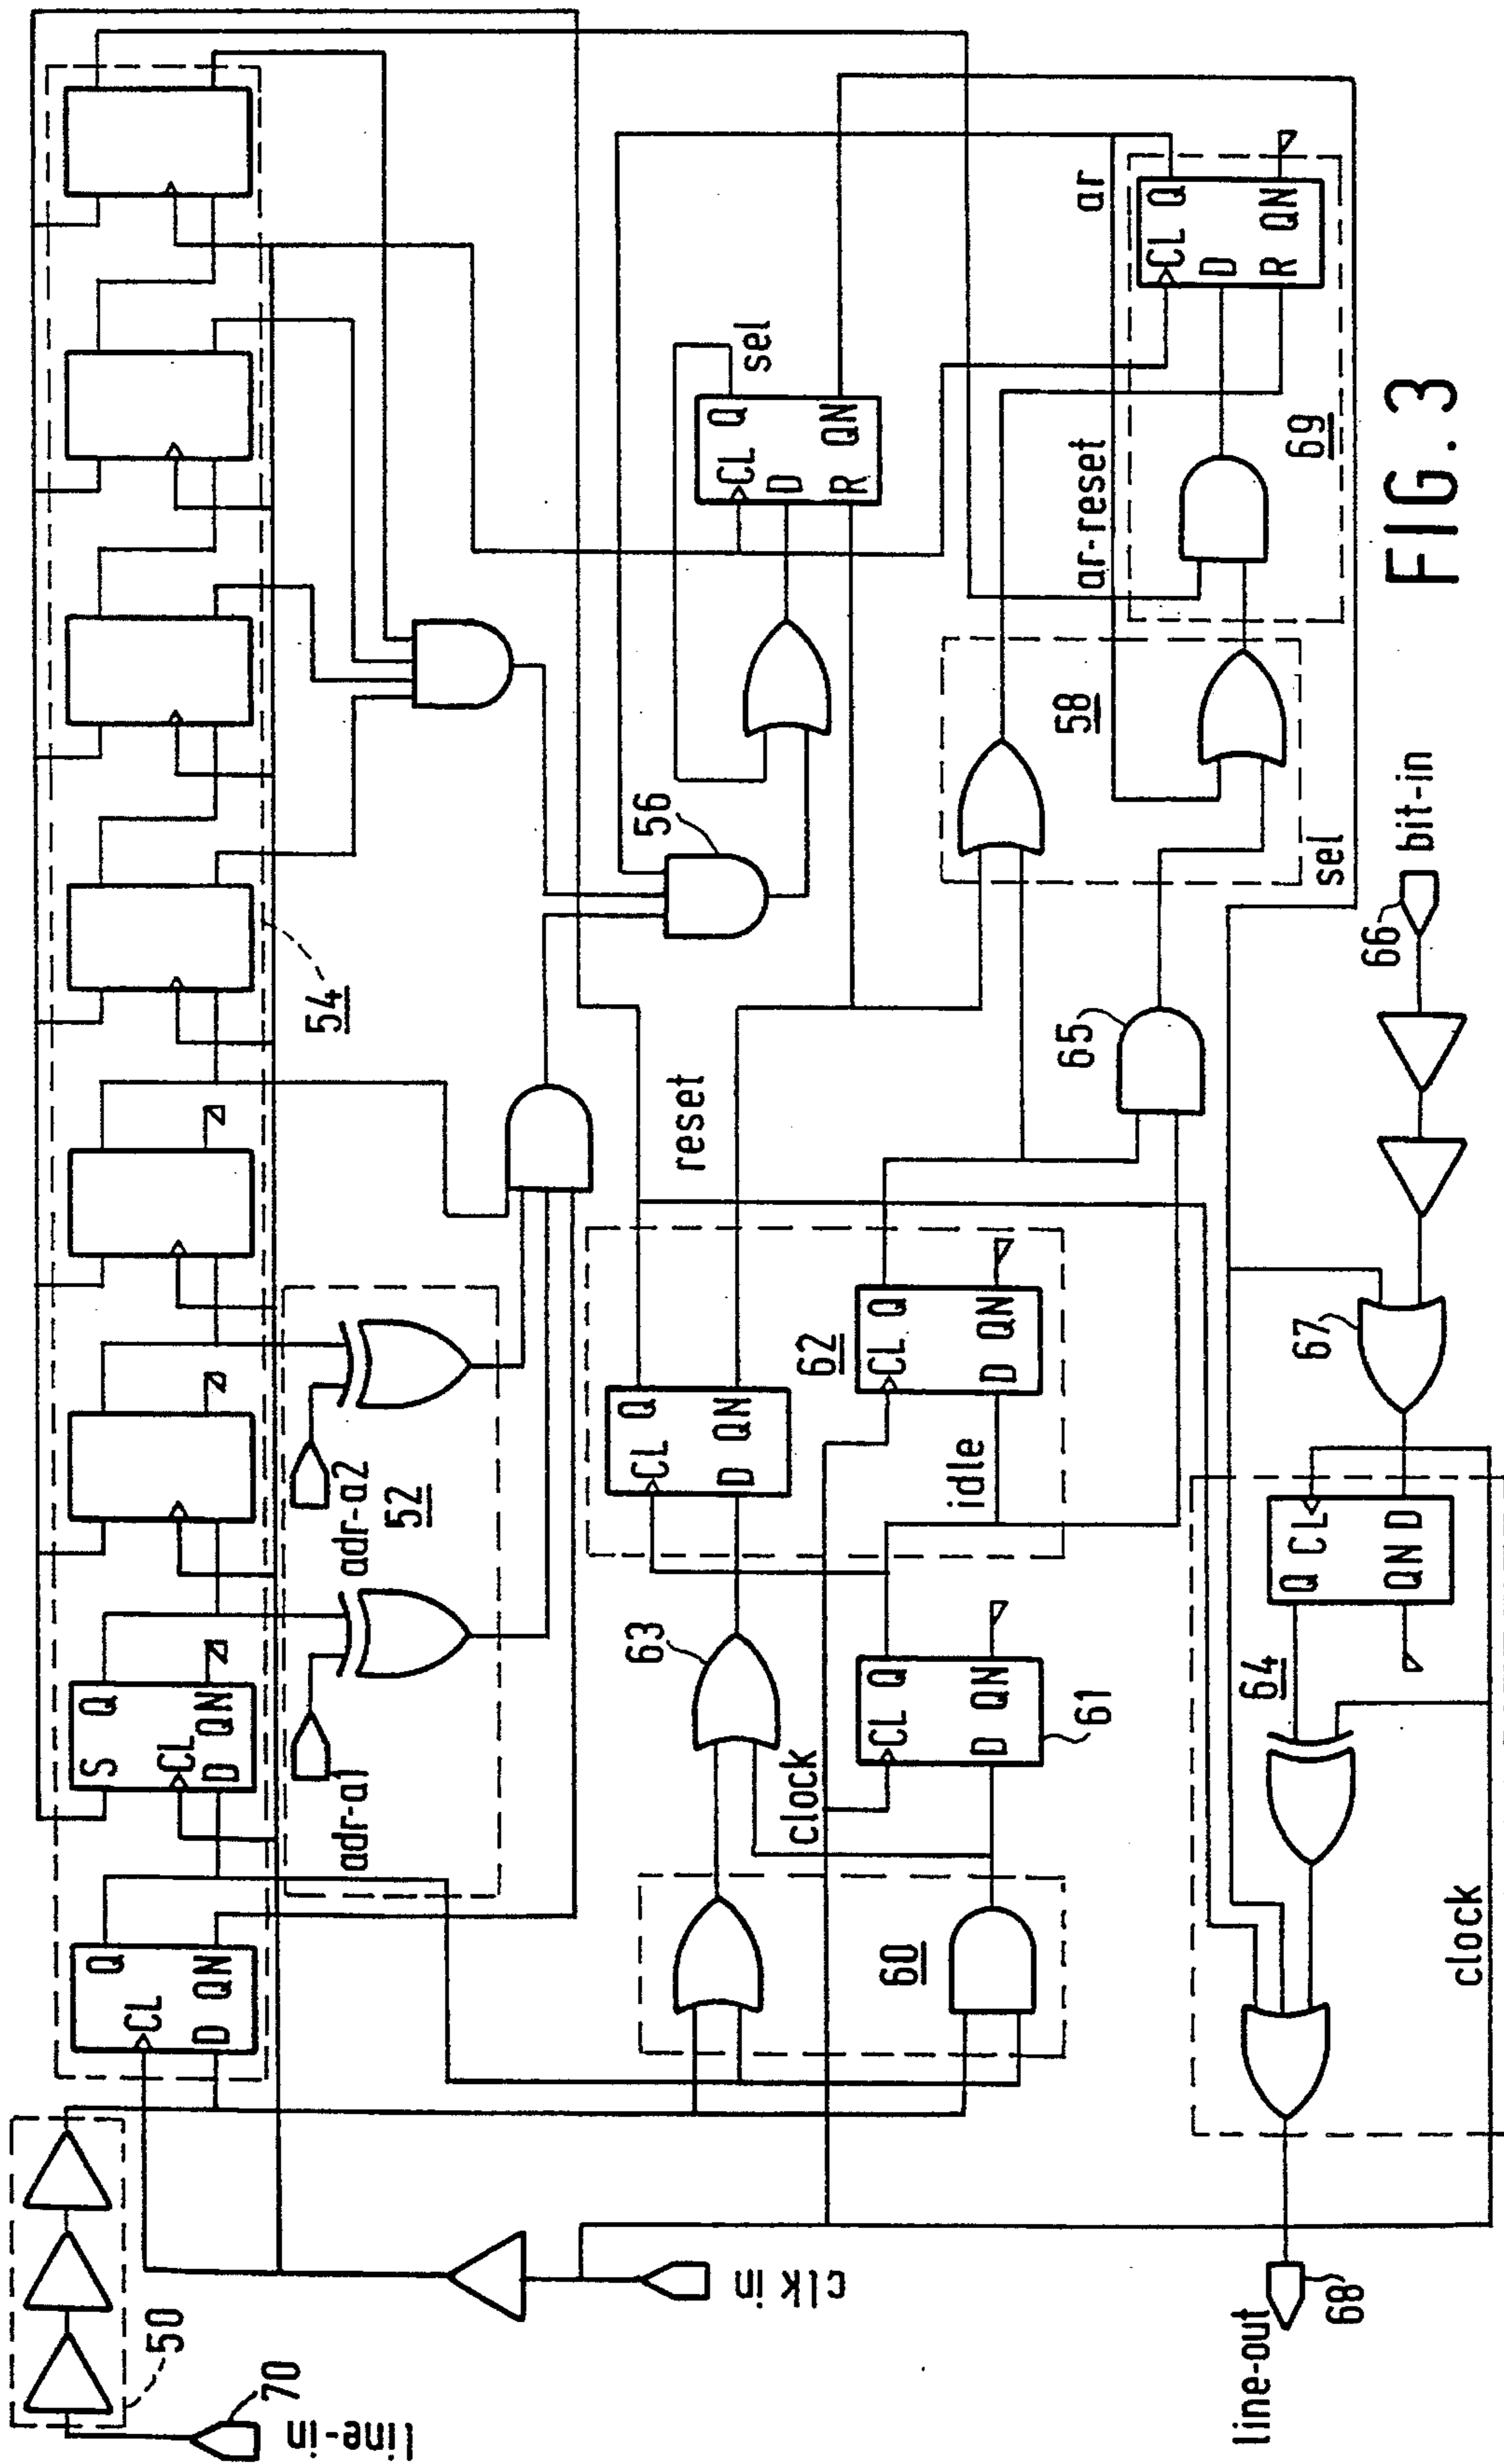 line-in
70
50
clk in
CL
Q
D
QN
S
Q
CL
D
QN
54
adr-a1
adr-a2
52
56
CL
Q
D
R
QN
sel
reset
60
63
clock
CL
Q
D
QN
61
CL
Q
D
QN
62
CL
Q
D
QN
idle
65
58
sel
ar-reset
69
ar
CL
Q
D
R
QN
66
bit-in
67
Q
CL
QN
D
64
clock
line-out
68
FIG. 3